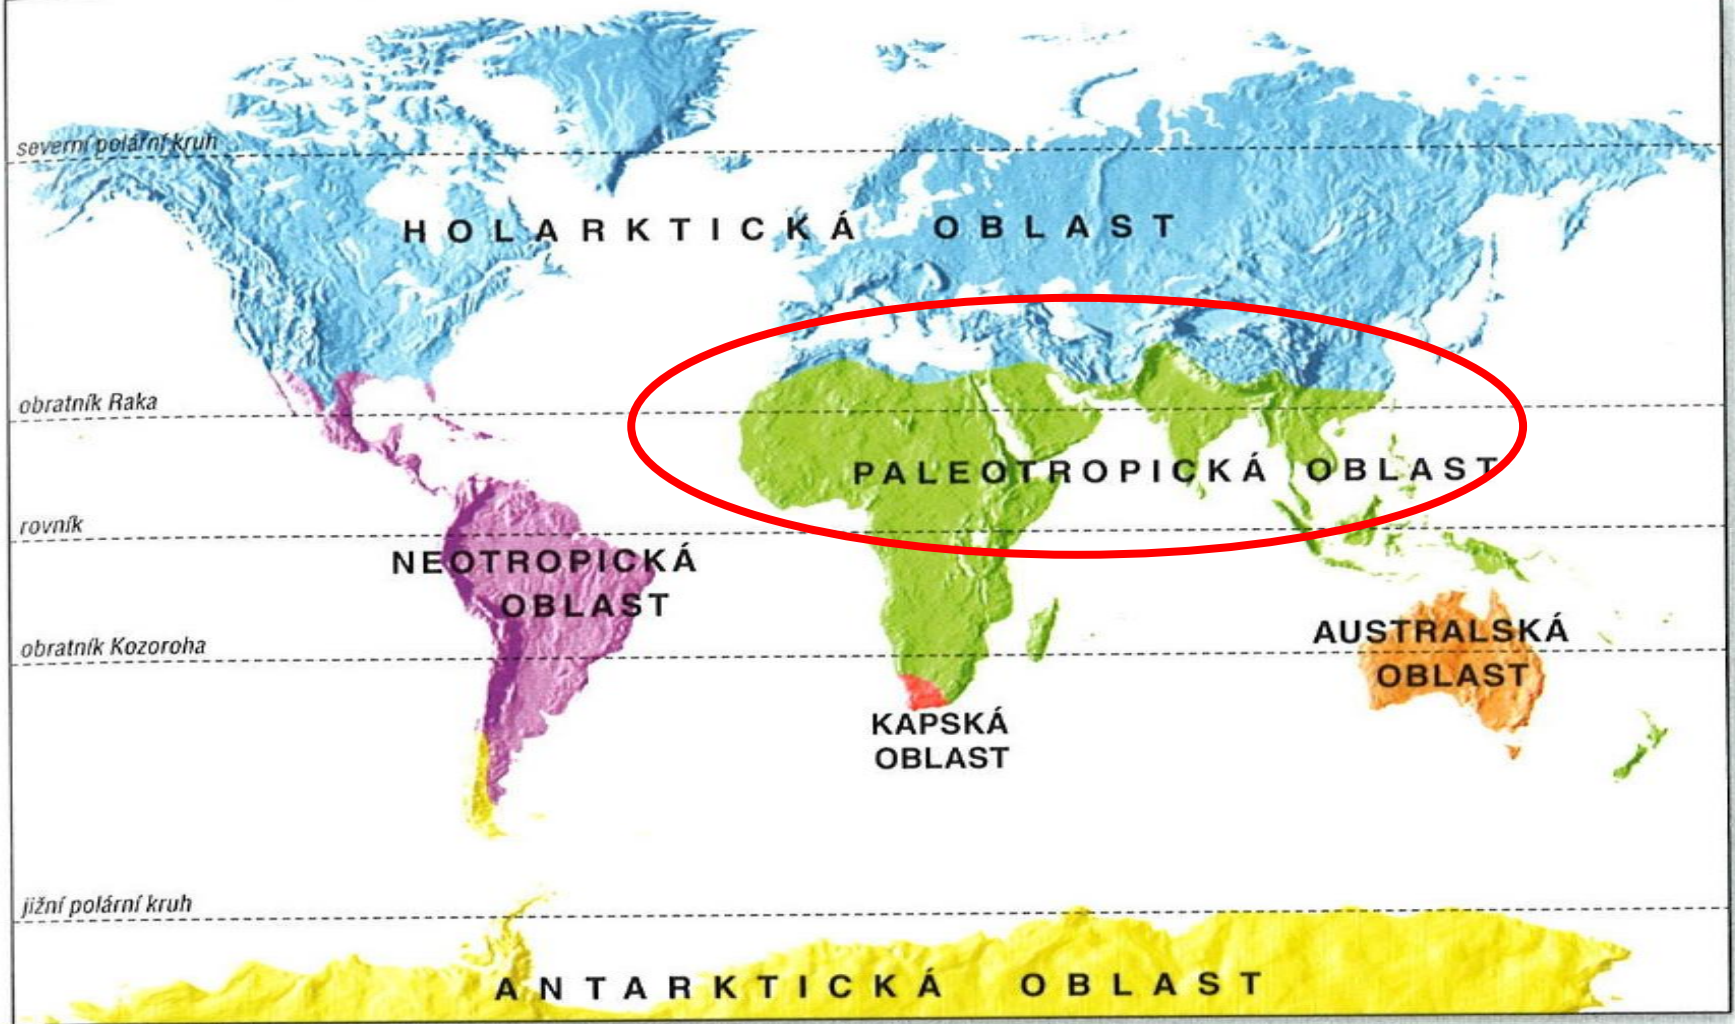 severní polární kruh
HOLARKTICKÁ OBLAST
obratník Raka
PALEOTROPICKÁ OBLAST
rovník
NEOTROPICKÁ
OBLAST
AUSTRALSKÁ
OBLAST
obratník Kozoroha
KAPSKÁ
OBLAST
jižní polární kruh
ANTARKTICKÁ OBLAST